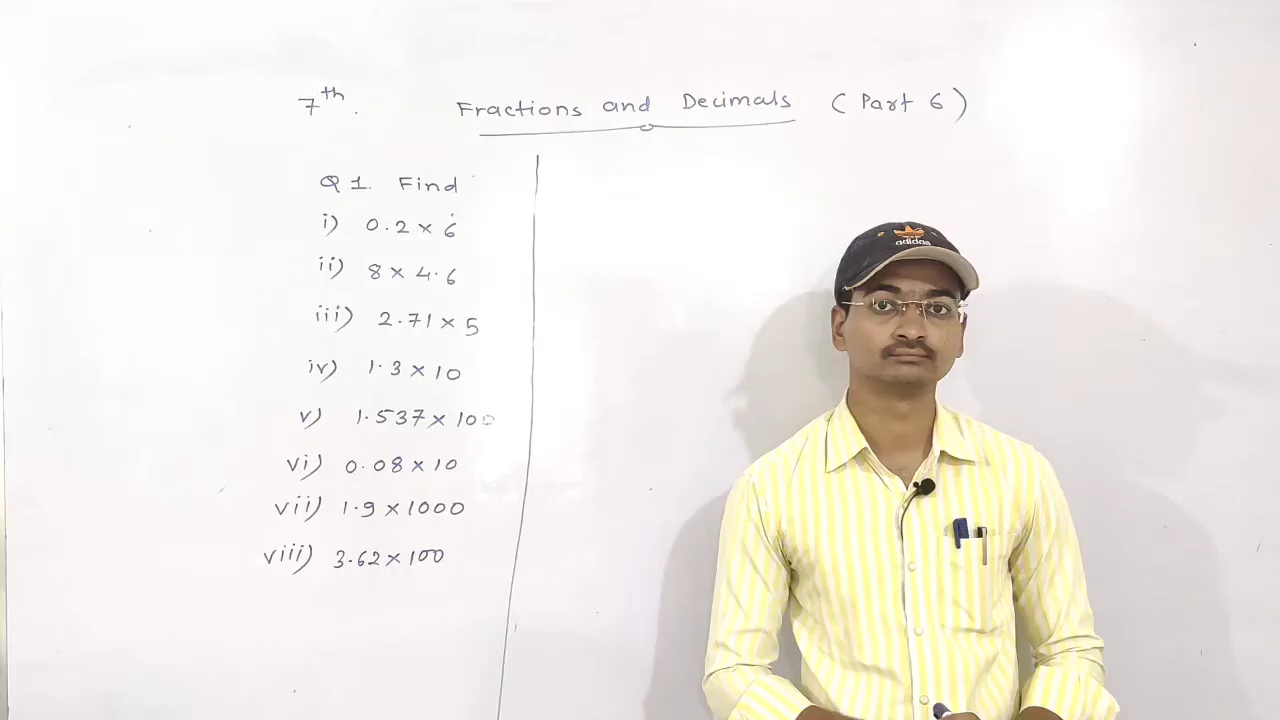 7th. Fractions and Decimals (Part 6)
Q1. Find
i) 0.2 × 6
ii) 8 × 4.6
iii) 2.71 × 5
iv) 1.3 × 10
v) 1.537 × 100
vi) 0.08 × 10
vii) 1.9 × 1000
viii) 3.62 × 100
adidas